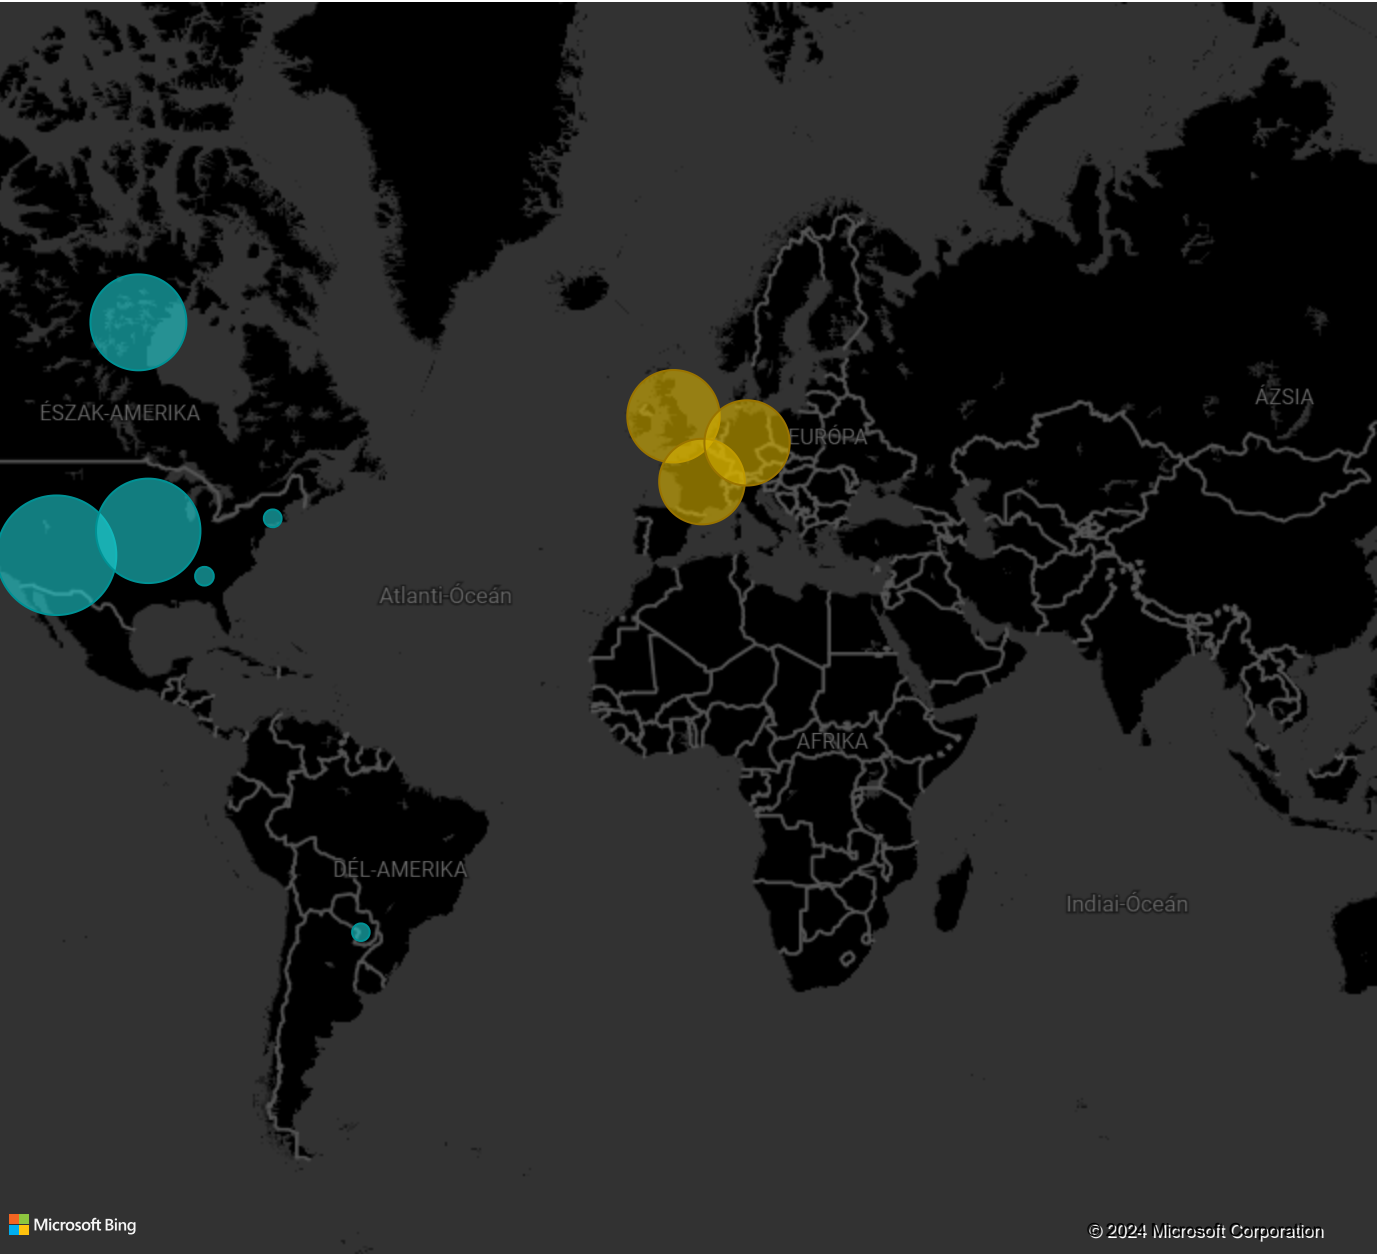 ÉSZAK-AMERIKA
ÁZSIA
EURÓPA
Atlanti-Óceán
AFRIKA
DÉL-AMERIKA
Indiai-Óceán
Microsoft Bing
© 2024 Microsoft Corporation